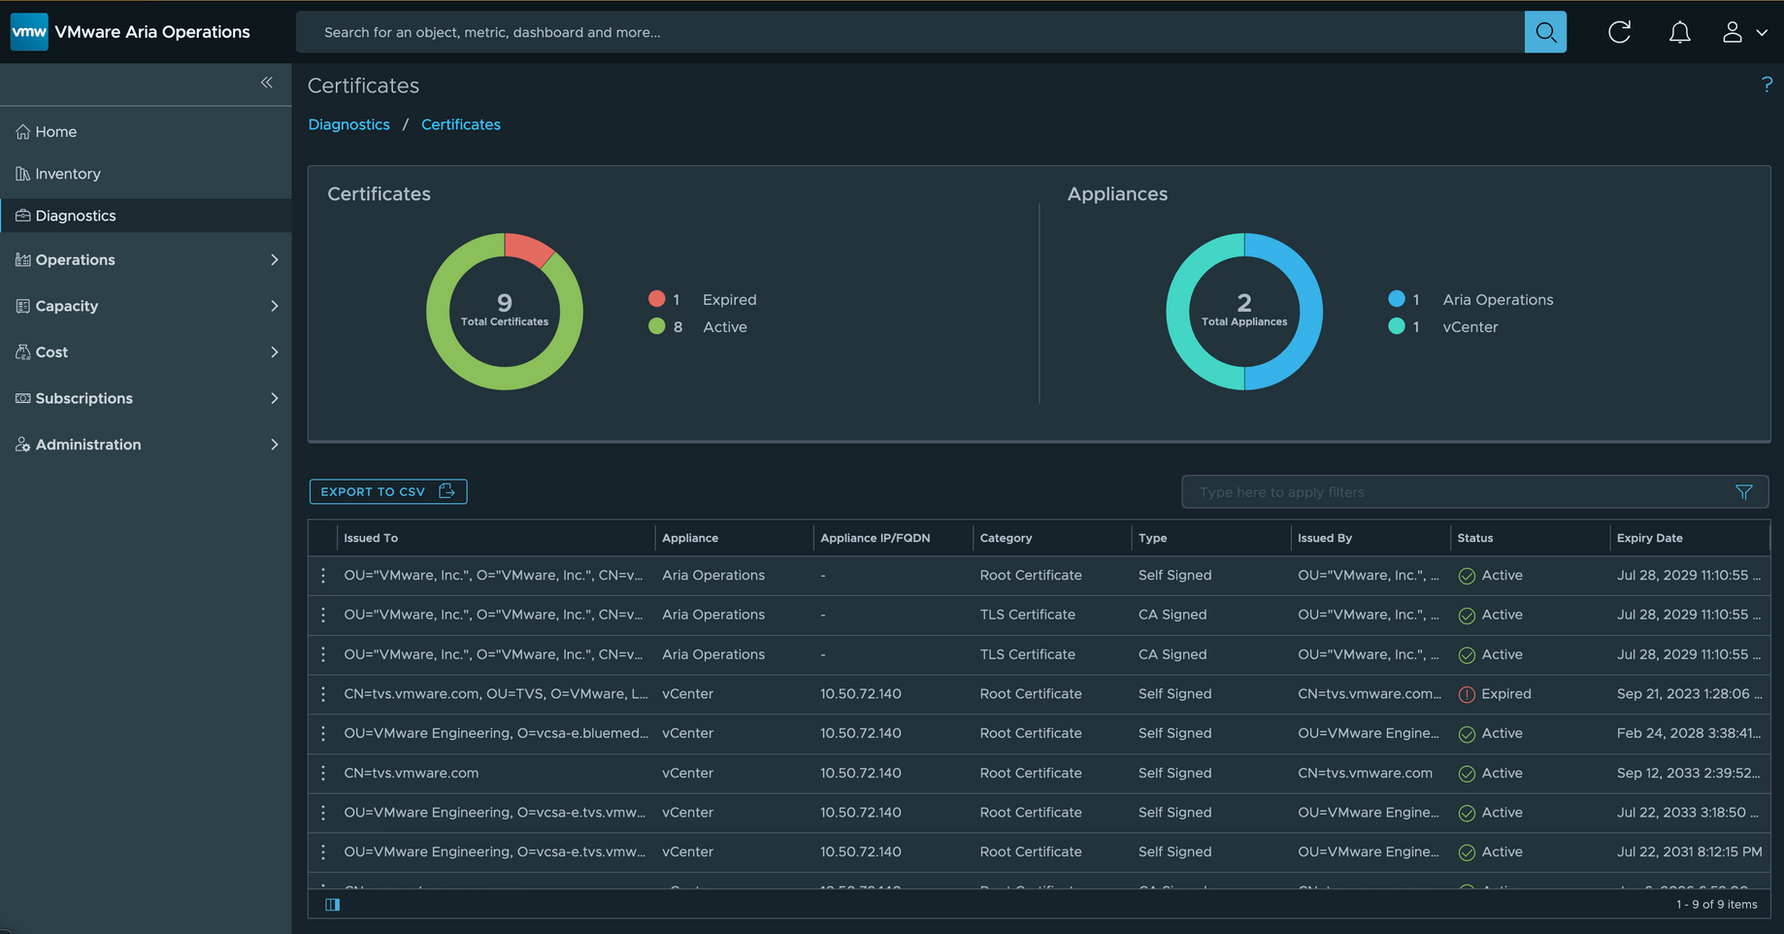 vmw VMware Aria Operations
Search for an object, metric, dashboard and more...
Certificates
?
Diagnostics / Certificates
Home
Inventory
Diagnostics
Operations
Capacity
Cost
Subscriptions
Administration
Certificates
9
Total Certificates
1 Expired
8 Active
Appliances
2
Total Appliances
1 Aria Operations
1 vCenter
EXPORT TO CSV
Type here to apply filters
Issued To Appliance Appliance IP/FQDN Category Type Issued By Status Expiry Date
OU="VMware, Inc.", O="VMware, Inc.", CN=v... Aria Operations - Root Certificate Self Signed OU="VMware, Inc.", ... Active Jul 28, 2029 11:10:55 ...
OU="VMware, Inc.", O="VMware, Inc.", CN=v... Aria Operations - TLS Certificate CA Signed OU="VMware, Inc.", ... Active Jul 28, 2029 11:10:55 ...
OU="VMware, Inc.", O="VMware, Inc.", CN=v... Aria Operations - TLS Certificate CA Signed OU="VMware, Inc.", ... Active Jul 28, 2029 11:10:55 ...
CN=tvs.vmware.com, OU=TVS, O=VMware, L... vCenter 10.50.72.140 Root Certificate Self Signed CN=tvs.vmware.com... Expired Sep 21, 2023 1:28:06 ...
OU=VMware Engineering, O=vcsa-e.bluemed... vCenter 10.50.72.140 Root Certificate Self Signed OU=VMware Engine... Active Feb 24, 2028 3:38:41...
CN=tvs.vmware.com vCenter 10.50.72.140 Root Certificate Self Signed CN=tvs.vmware.com Active Sep 12, 2033 2:39:52...
OU=VMware Engineering, O=vcsa-e.tvs.vmw... vCenter 10.50.72.140 Root Certificate Self Signed OU=VMware Engine... Active Jul 22, 2033 3:18:50 ...
OU=VMware Engineering, O=vcsa-e.tvs.vmw... vCenter 10.50.72.140 Root Certificate Self Signed OU=VMware Engine... Active Jul 22, 2031 8:12:15 PM
1 - 9 of 9 items